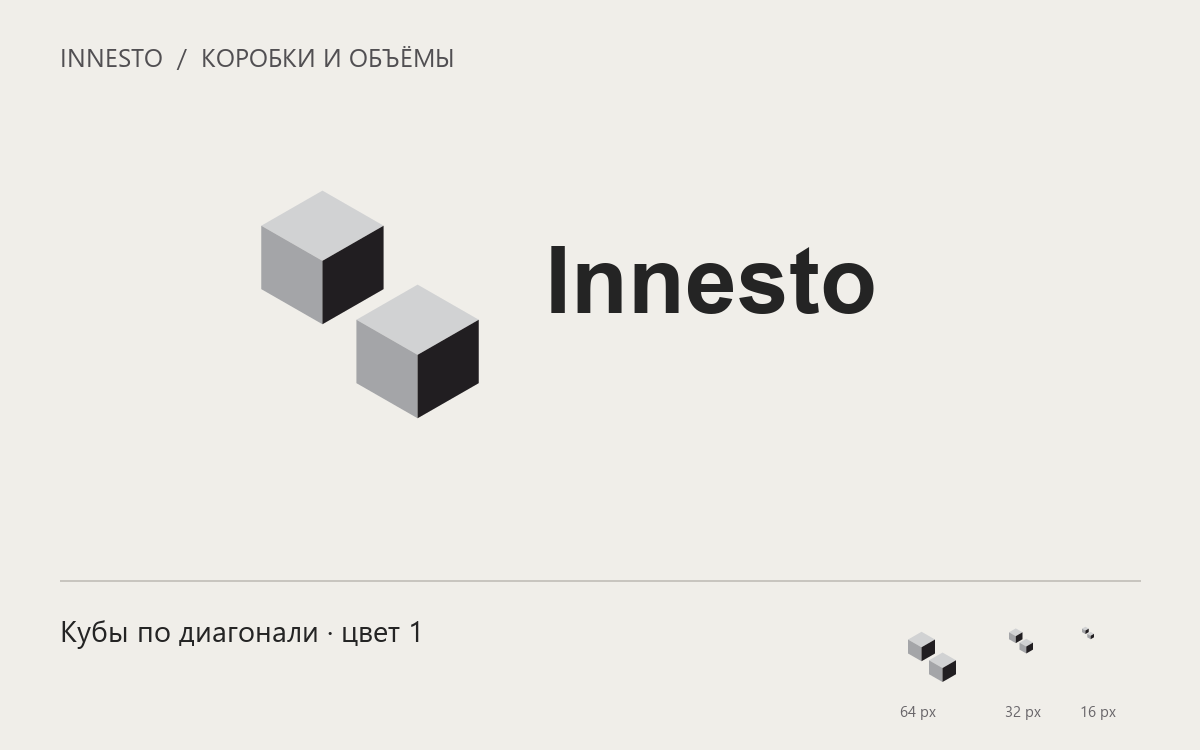 INNESTO / КОРОБКИ И ОБЪЁМЫ
Innesto
Кубы по диагонали · цвет 1
64 px
32 px
16 px